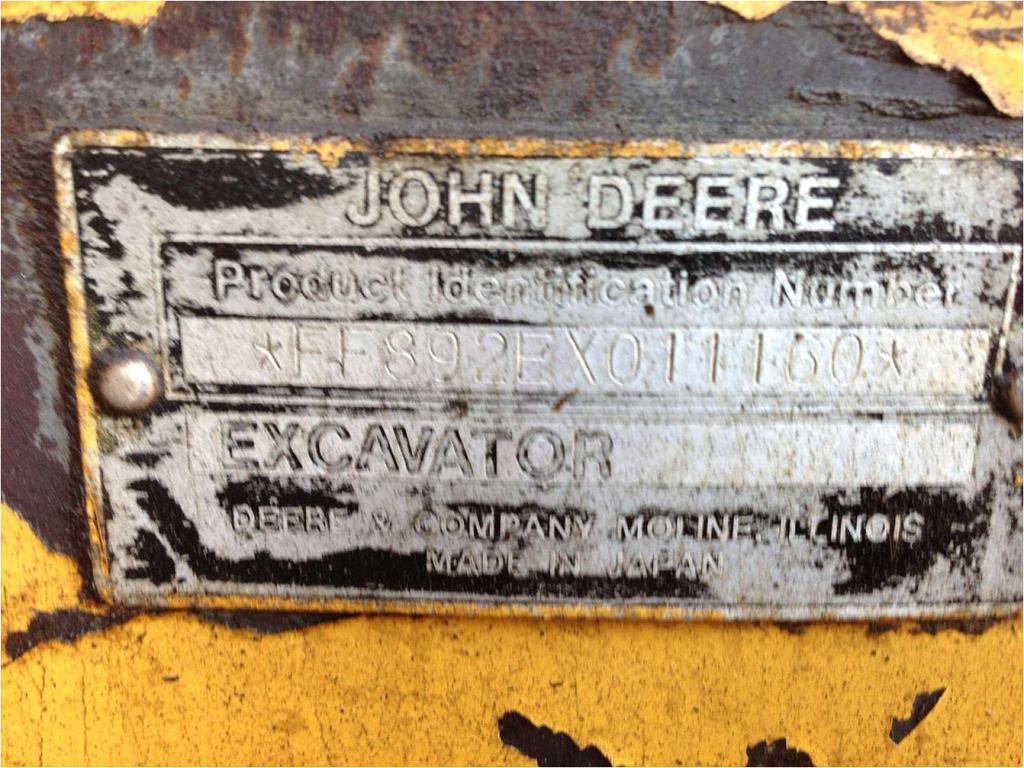 JOHN DEERE
Product Identification Number
*FF892EX011160*
EXCAVATOR
DEERE & COMPANY MOLINE, ILLINOIS
MADE IN JAPAN